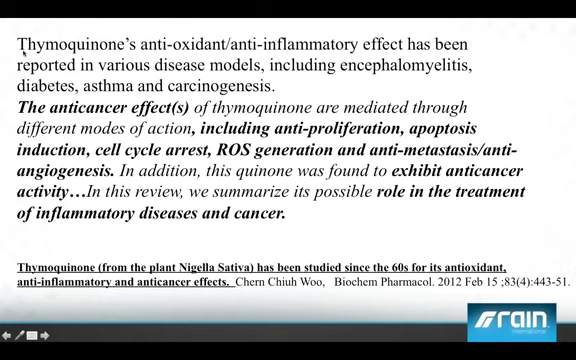 Thymoquinone's anti-oxidant/anti-inflammatory effect has been
reported in various disease models, including encephalomyelitis,
diabetes, asthma and carcinogenesis.
The anticancer effect(s) of thymoquinone are mediated through
different modes of action, including anti-proliferation, apoptosis
induction, cell cycle arrest, ROS generation and anti-metastasis/anti-
angiogenesis. In addition, this quinone was found to exhibit anticancer
activity…In this review, we summarize its possible role in the treatment
of inflammatory diseases and cancer.
Thymoquinone (from the plant Nigella Sativa) has been studied since the 60s for its antioxidant,
anti-inflammatory and anticancer effects. Chern Chiuh Woo, Biochem Pharmacol. 2012 Feb 15 ;83(4):443-51.
rain
international